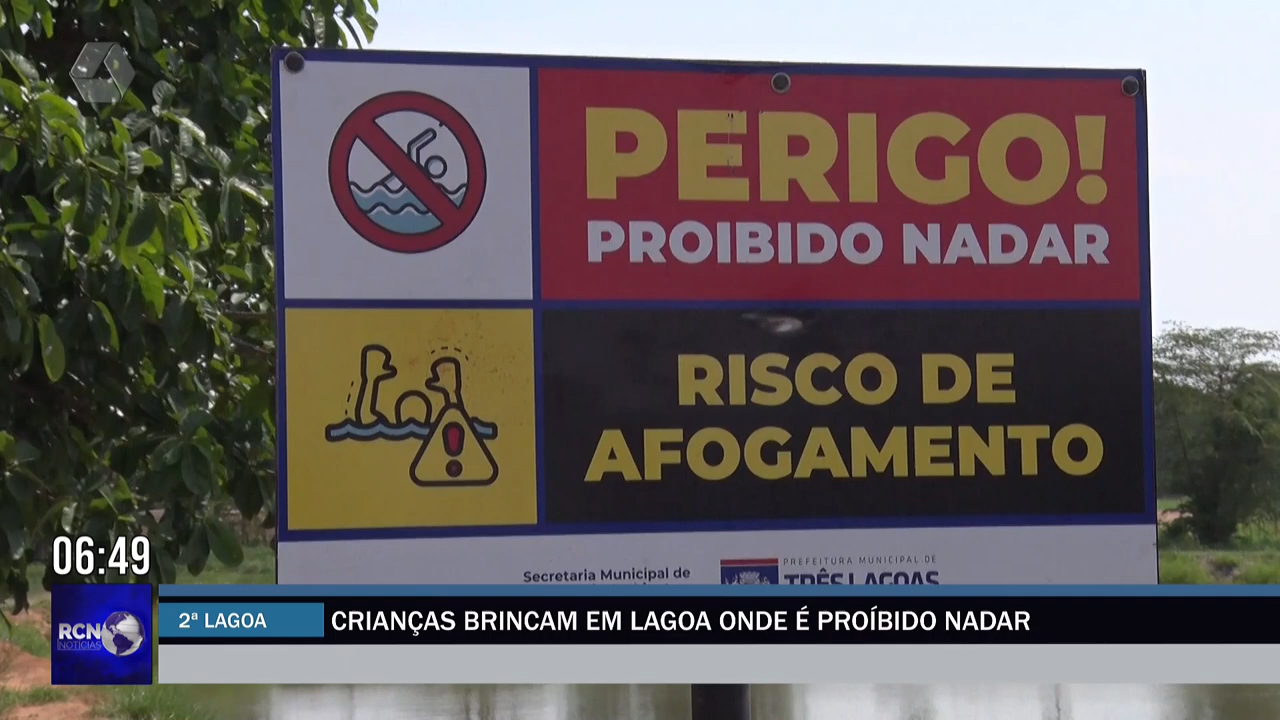 PERIGO!
PROIBIDO NADAR
RISCO DE
AFOGAMENTO
Secretaria Municipal de
PREFEITURA MUNICIPAL DE
TRÊS LAGOAS
06:49
RCN
NOTÍCIAS
2ª LAGOA
CRIANÇAS BRINCAM EM LAGOA ONDE É PROÍBIDO NADAR